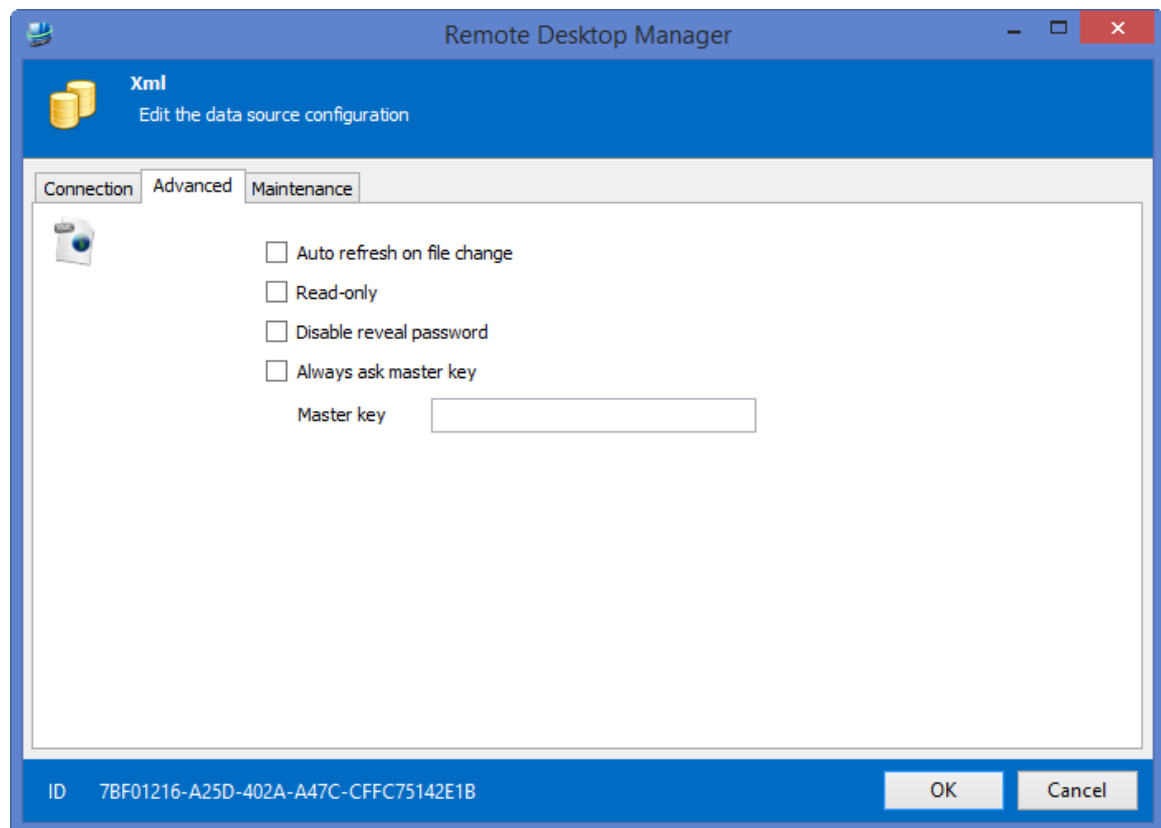 Remote Desktop Manager
Xml
Edit the data source configuration
Connection Advanced Maintenance
Auto refresh on file change
Read-only
Disable reveal password
Always ask master key
Master key
ID 7BF01216-A25D-402A-A47C-CFFC75142E1B OK Cancel